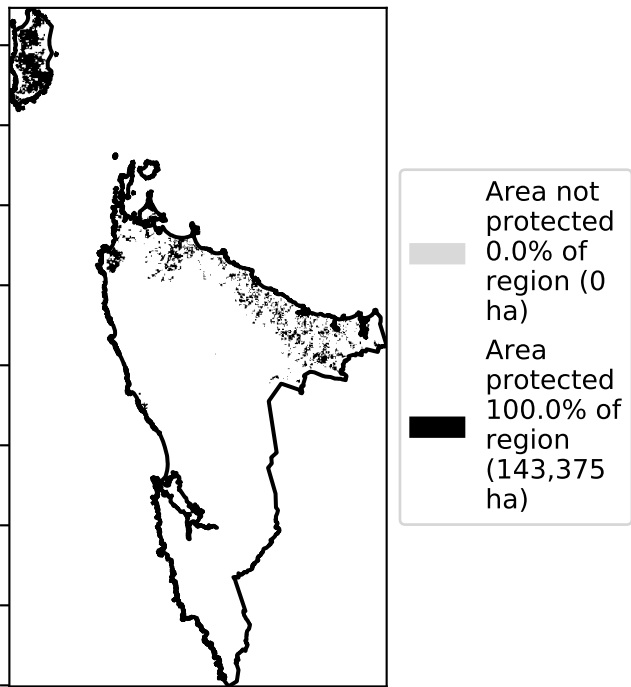 Area not
protected
0.0% of
region (0
ha)
Area
protected
100.0% of
region
(143,375
ha)